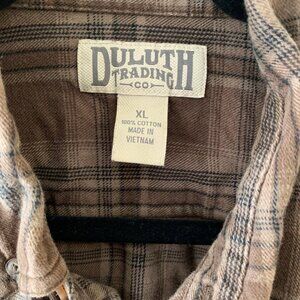 DULUTH
TRADING
CO
XL
100% COTTON
MADE IN
VIETNAM